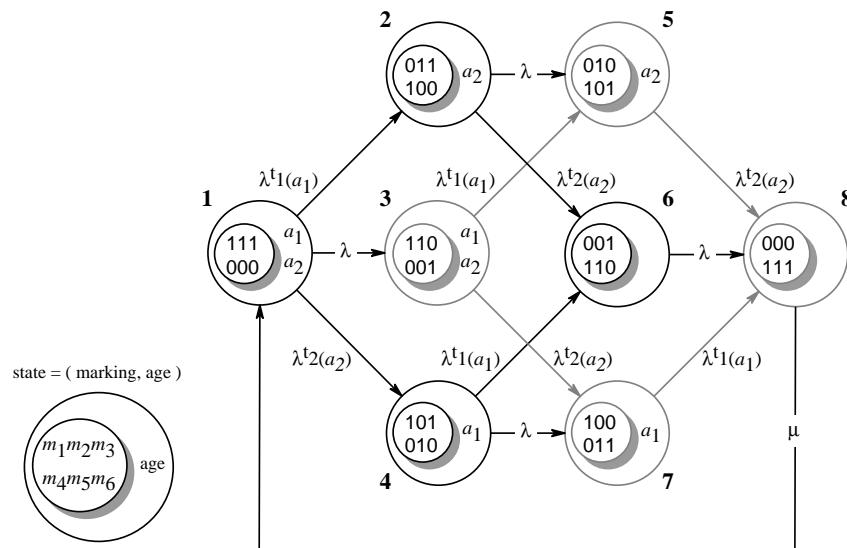 2 5
011 100 a2 λ 010 101 a2
λt1(a1) λt2(a2) λt1(a1) λt2(a2)
1 3 6 8
111 000 a1 a2 λ 110 001 a1 a2 001 110 λ 000 111
λt2(a2) λt1(a1) λt2(a2) λt1(a1)
state = ( marking, age )
m1m2m3
m4m5m6
age
101 010 a1 λ 100 011 a1 μ
4 7